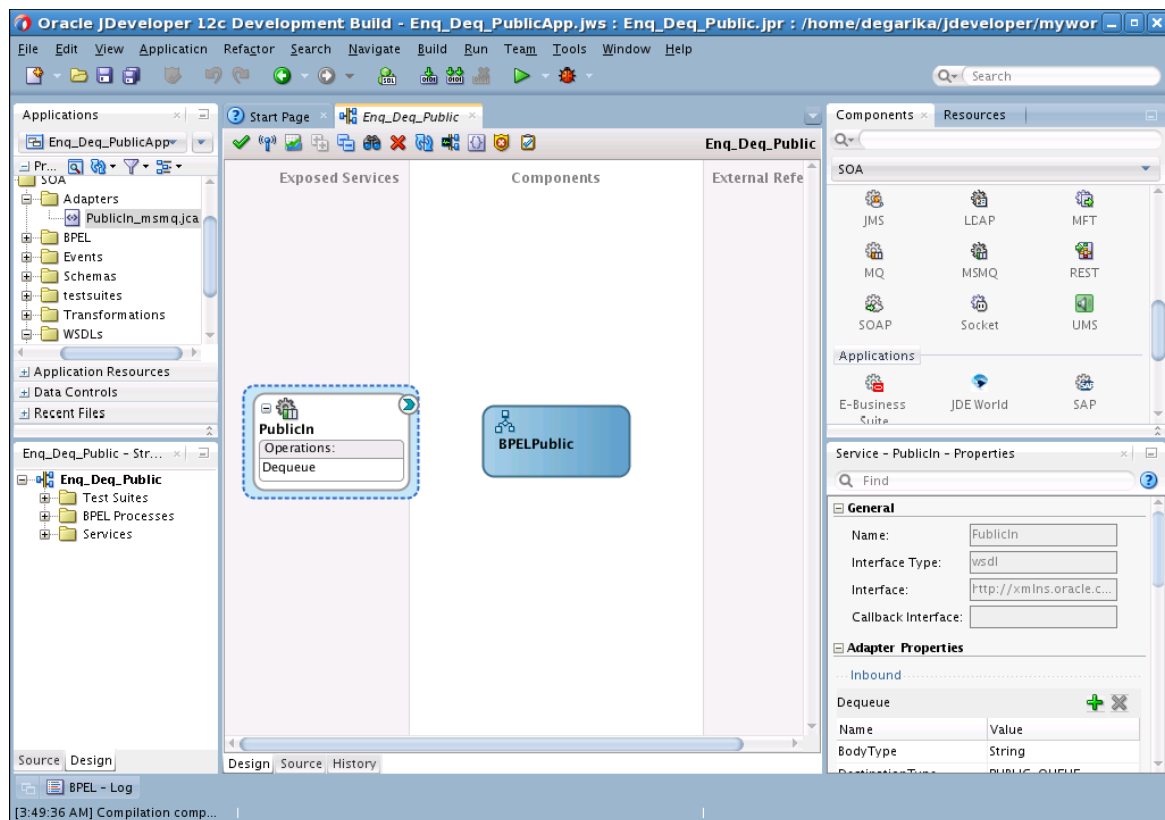 Oracle JDeveloper 12c Development Build - Enq_Deq_PublicApp.jws : Enq_Deq_Public.jpr : /home/degarika/jdeveloper/mywor
File Edit View Application Refactor Search Navigate Build Run Team Tools Window Help
Search
Applications
Start Page
Enq_Deq_Public
Components
Resources
Enq_Deq_PublicApp
Enq_Deq_Public
Pr...
SOA
Adapters
PublicIn_msmq.jca
BPEL
Events
Schemas
testsuites
Transformations
WSDLs
Application Resources
Data Controls
Recent Files
Exposed Services
Components
External Refe
PublicIn
Operations:
Dequeue
BPELPublic
SOA
JMS LDAP MFT
MQ MSMQ REST
SOAP Socket UMS
Applications
E-Business JDE World SAP
Suite
Enq_Deq_Public - Str...
Enq_Deq_Public
Test Suites
BPEL Processes
Services
Source Design
Design Source History
Service - PublicIn - Properties
Find
General
Name: PublicIn
Interface Type: wsdl
Interface: http://xmlns.oracle.c...
Callback Interface:
Adapter Properties
Inbound
Dequeue
Name Value
BodyType String
DestinationType PUBLIC_QUEUE
BPEL - Log
[3:49:36 AM] Compilation comp...